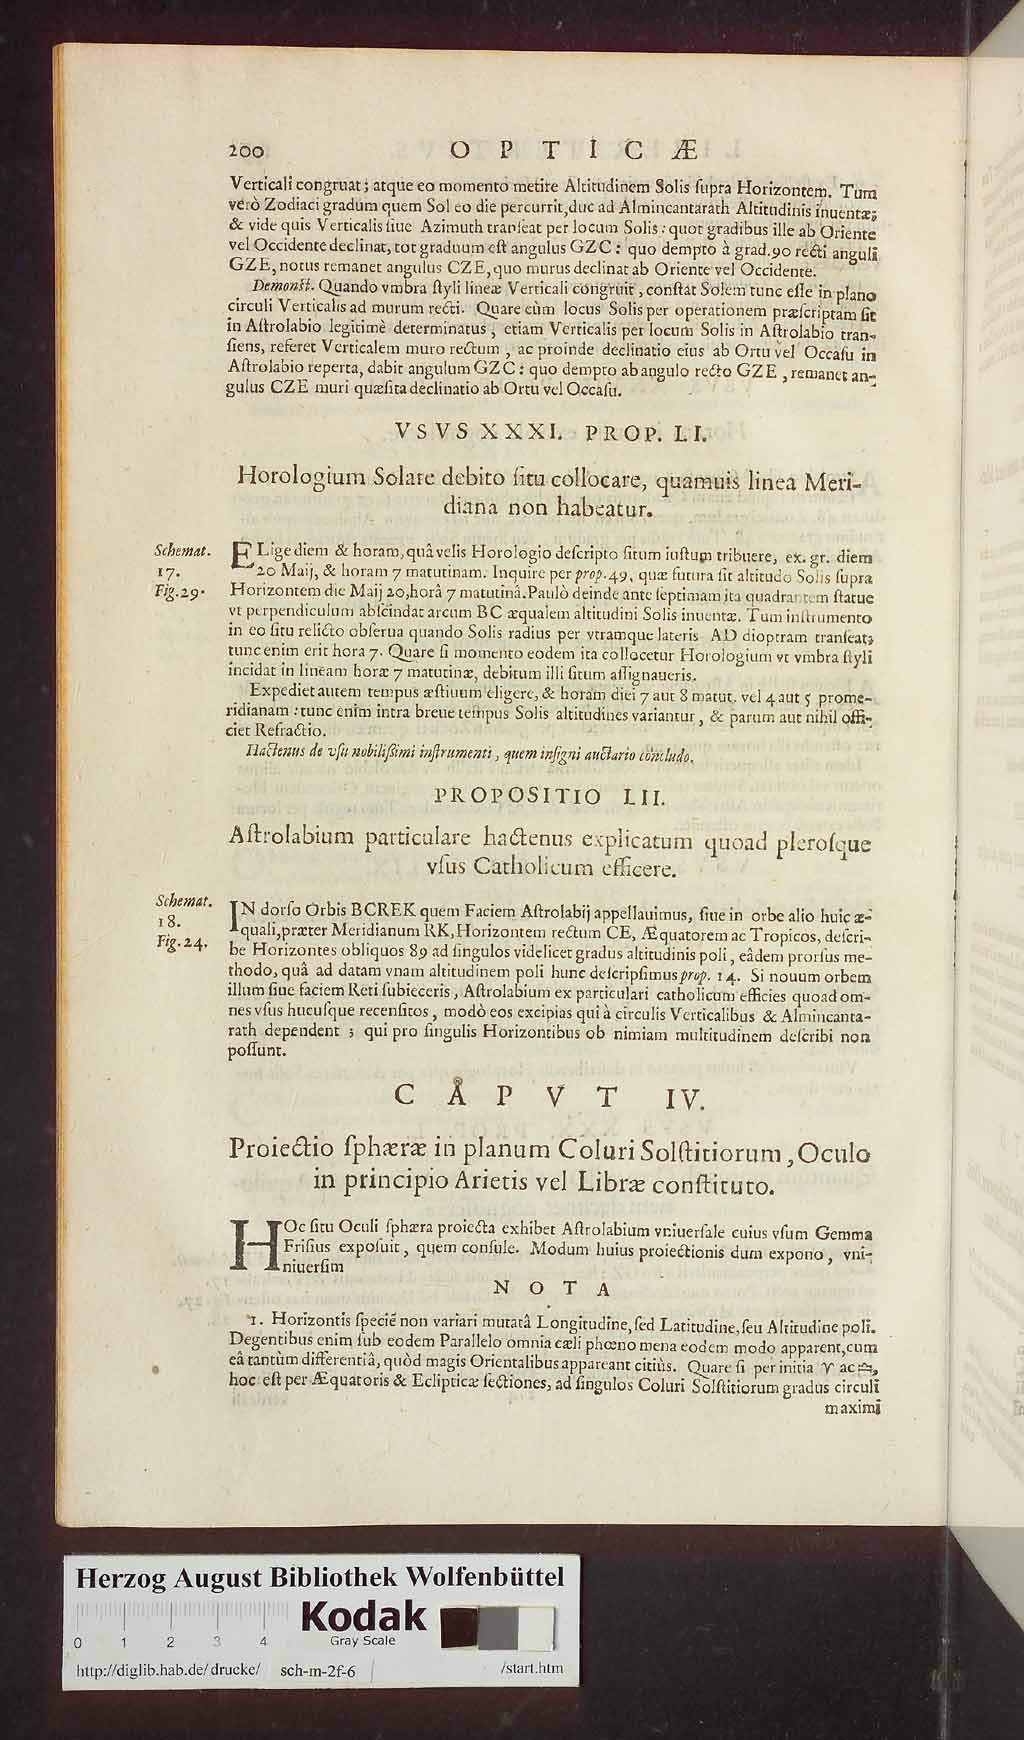 200 OPTICÆ
Verticali congruat; atque eo momento metire Altitudinem Solis ſupra Horizontem. Tum
verò Zodiaci gradum quem Sol eo die percurrit, duc ad Almincantarath Altitudinis inuentæ;
& vide quis Verticalis ſiue Azimuth tranſeat per locum Solis: quot gradibus ille ab Oriente
vel Occidente declinat, tot graduum eſt angulus GZC: quo dempto à grad. 90 recti anguli
GZE, notus remanet angulus CZE, quo murus declinat ab Oriente vel Occidente.
Demonſt. Quando vmbra ſtyli lineæ Verticali congruit, conſtat Solem tunc eſſe in plano
circuli Verticalis ad murum recti. Quare cùm locus Solis per operationem præſcriptam ſit
in Aſtrolabio legitimè determinatus, etiam Verticalis per locum Solis in Aſtrolabio tran-
ſiens, referet Verticalem muro rectum, ac proinde declinatio eius ab Ortu vel Occaſu in
Aſtrolabio reperta, dabit angulum GZC: quo dempto ab angulo recto GZE, remanet an-
gulus CZE muri quæſita declinatio ab Ortu vel Occaſu.
VSVS XXXI. PROP. LI.
Horologium Solare debito ſitu collocare, quamuis linea Meri-
diana non habeatur.
Schemat.
17.
Fig. 29.
ELige diem & horam, quâ velis Horologio deſcripto ſitum iuſtum tribuere, ex. gr. diem
20 Maij, & horam 7 matutinam. Inquire per prop. 49, quæ futura ſit altitudo Solis ſupra
Horizontem die Maij 20, horâ 7 matutinâ. Paulò deinde ante ſeptimam ita quadrantem ſtatue
vt perpendiculum abſcindat arcum BC æqualem altitudini Solis inuentæ. Tum inſtrumento
in eo ſitu relicto obſerua quando Solis radius per vtramque lateris AD dioptram tranſeat;
tunc enim erit hora 7. Quare ſi momento eodem ita collocetur Horologium vt vmbra ſtyli
incidat in lineam horæ 7 matutinæ, debitum illi ſitum aſſignaueris.
Expediet autem tempus æſtiuum eligere, & horam diei 7 aut 8 matut. vel 4 aut 5 prome-
ridianam: tunc enim intra breue tempus Solis altitudines variantur, & parum aut nihil offi-
ciet Refractio.
Hactenus de vſu nobiliſſimi inſtrumenti, quem inſigni auctario concludo.
PROPOSITIO LII.
Aſtrolabium particulare hactenus explicatum quoad pleroſque
vſus Catholicum efficere.
Schemat.
18.
Fig. 24.
IN dorſo Orbis BCREK quem Faciem Aſtrolabij appellauimus, ſiue in orbe alio huic æ-
quali, præter Meridianum RK, Horizontem rectum CE, Æquatorem ac Tropicos, deſcri-
be Horizontes obliquos 89 ad ſingulos videlicet gradus altitudinis poli, eâdem prorſus me-
thodo, quâ ad datam vnam altitudinem poli hunc deſcripſimus prop. 14. Si nouum orbem
illum ſiue faciem Reti ſubieceris, Aſtrolabium ex particulari catholicum efficies quoad om-
nes vſus hucuſque recenſitos, modò eos excipias qui à circulis Verticalibus & Almincanta-
rath dependent; qui pro ſingulis Horizontibus ob nimiam multitudinem deſcribi non
poſſunt.
CAPVT IV.
Proiectio ſphæræ in planum Coluri Solſtitiorum, Oculo
in principio Arietis vel Libræ conſtituto.
HOc ſitu Oculi ſphæra proiecta exhibet Aſtrolabium vniuerſale cuius vſum Gemma
Friſius expoſuit, quem conſule. Modum huius proiectionis dum expono, vni-
niuerſim
NOTA
1. Horizontis ſpeciē non variari mutatâ Longitudine, ſed Latitudine, ſeu Altitudine poli.
Degentibus enim ſub eodem Parallelo omnia cæli phœnomena eodem modo apparent, cum
eâ tantùm differentiâ, quòd magis Orientalibus appareant citiùs. Quare ſi per initia ♈ ac ♎,
hoc eſt per Æquatoris & Eclipticæ ſectiones, ad ſingulos Coluri Solſtitiorum gradus circuli
maximi
Herzog August Bibliothek Wolfenbüttel
Kodak
Gray Scale
0 1 2 3 4
http://diglib.hab.de/drucke/ sch-m-2f-6 /start.htm